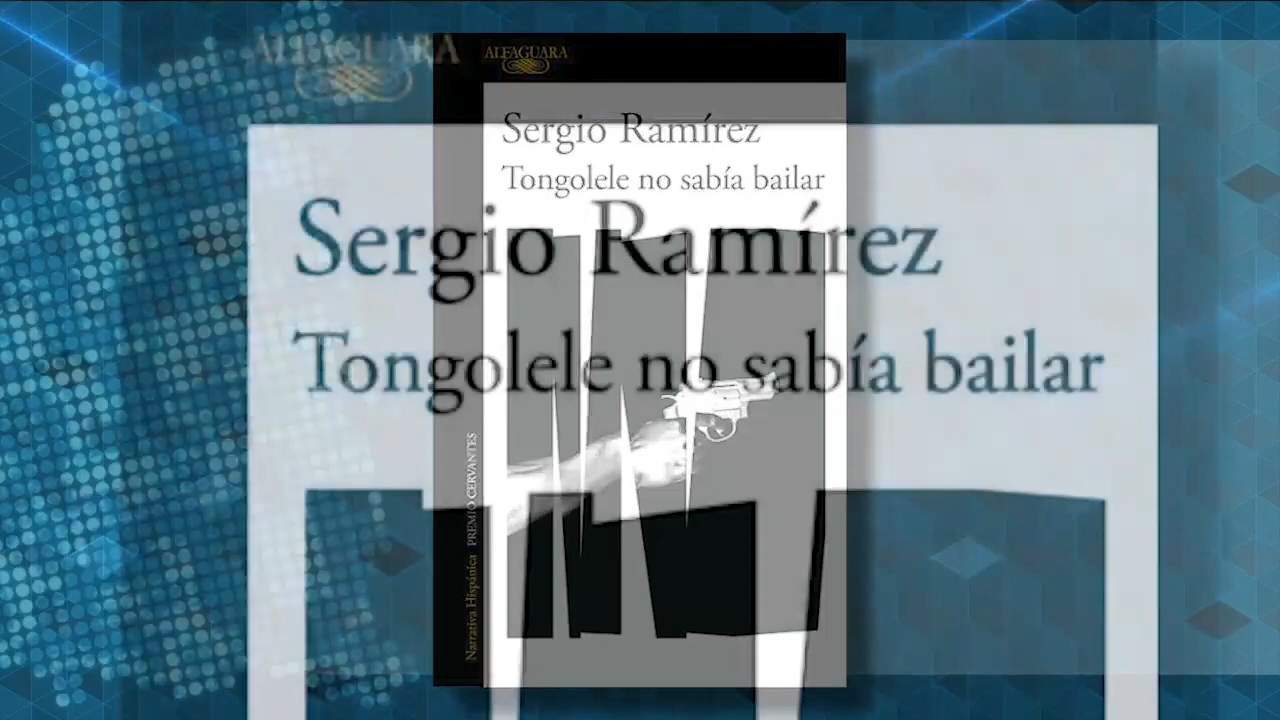 ALFAGUARA
ALFAGUARA
Sergio Ramírez
Tongolele no sabía bailar
Sergio Ramírez
Tongolele no sabía bailar
Narrativa Hispánica PREMIO CERVANTES